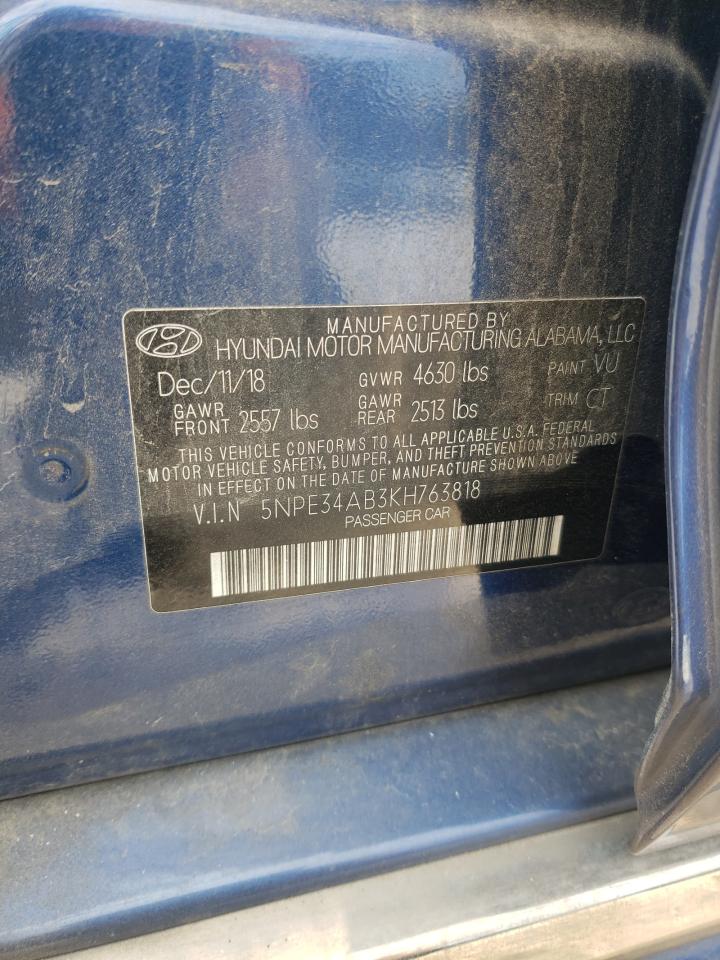 MANUFACTURED BY
HYUNDAI MOTOR MANUFACTURING ALABAMA, LLC
Dec/11/18 GVWR 4630 lbs PAINT VU
GAWR FRONT 2557 lbs GAWR REAR 2513 lbs TRIM CT
THIS VEHICLE CONFORMS TO ALL APPLICABLE U.S.A. FEDERAL
MOTOR VEHICLE SAFETY, BUMPER, AND THEFT PREVENTION STANDARDS
IN EFFECT ON THE DATE OF MANUFACTURE SHOWN ABOVE.
V.I.N 5NPE34AB3KH763818
PASSENGER CAR